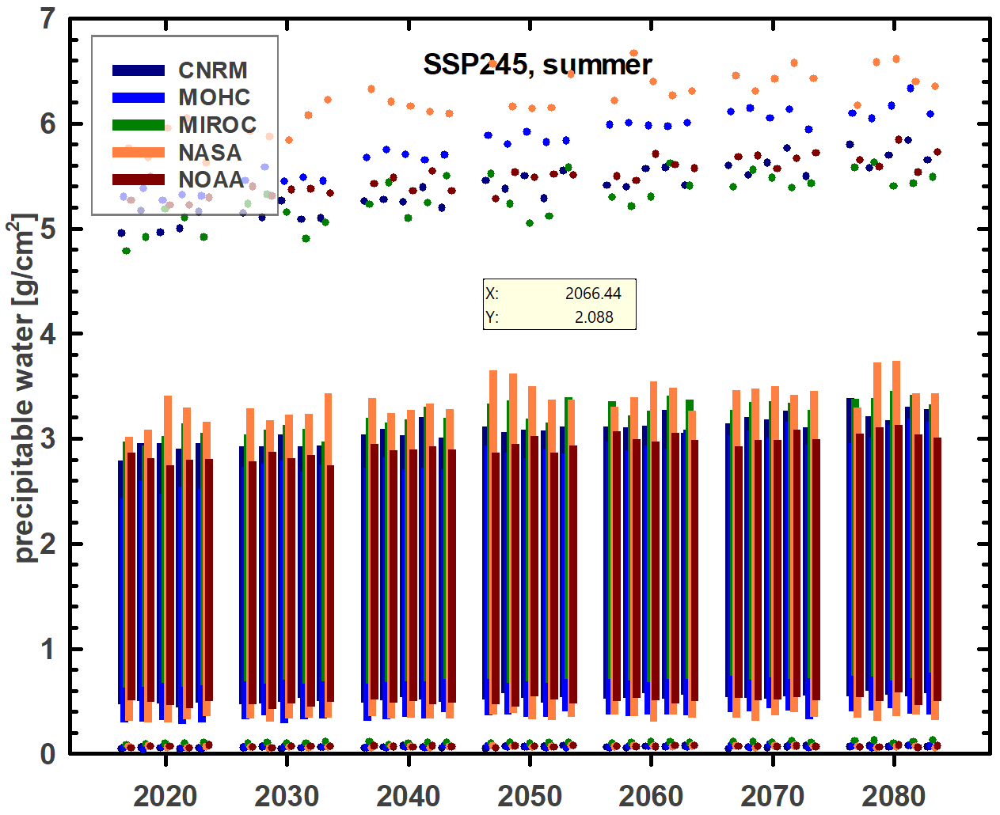 7
SSP245, summer
CNRM
MOHC
MIROC
NASA
NOAA
6
5
4
3
2
1
0
precipitable water [g/cm²]
X: 2066.44
Y: 2.088
2020 2030 2040 2050 2060 2070 2080